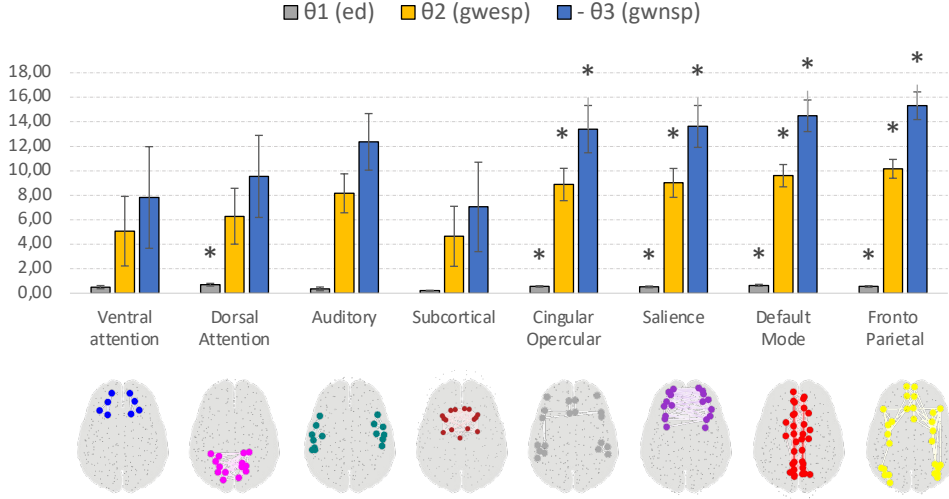 θ1 (ed) θ2 (gwesp) - θ3 (gwnsp)
18,00
16,00
14,00
12,00
10,00
8,00
6,00
4,00
2,00
0,00
* * * *
* * * *
* * * * *
Ventral attention
Dorsal Attention
Auditory
Subcortical
Cingular Opercular
Salience
Default Mode
Fronto Parietal